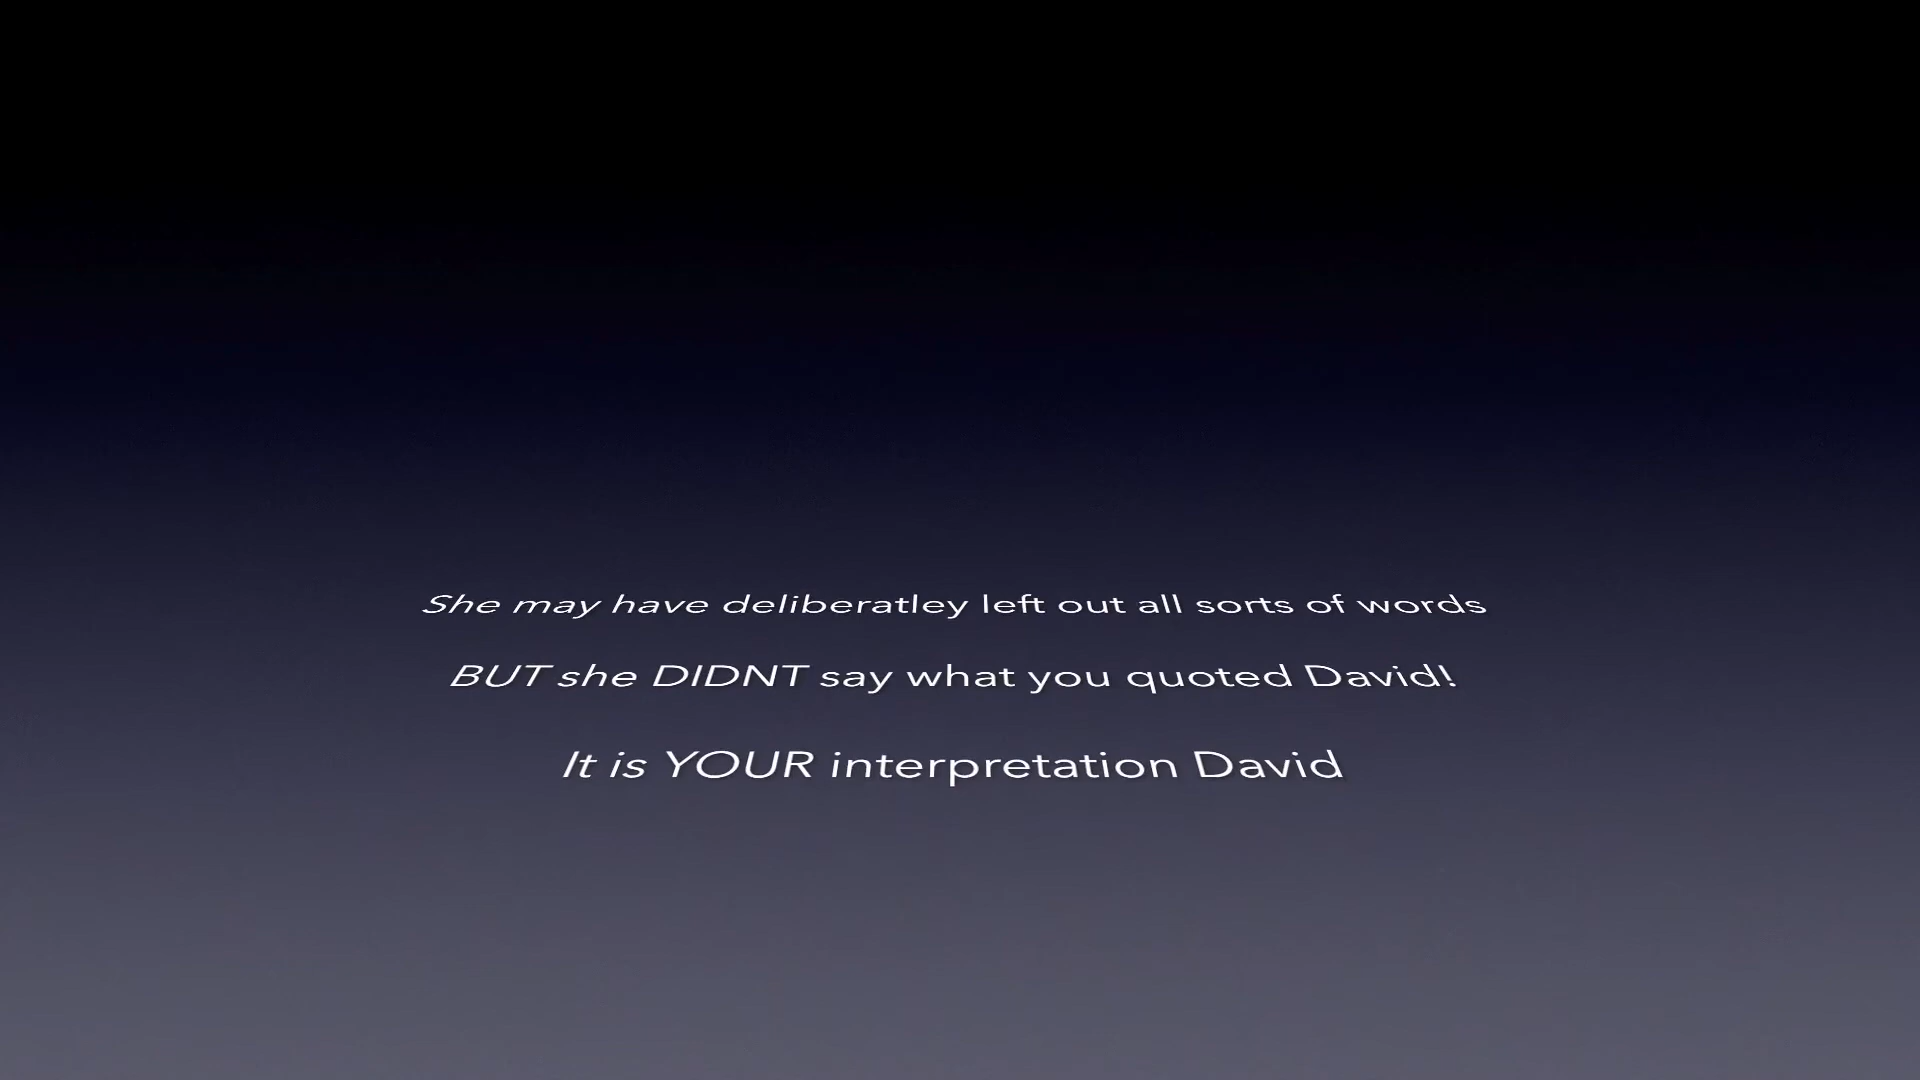 She may have deliberatley left out all sorts of words
BUT she DIDNT say what you quoted David!
It is YOUR interpretation David